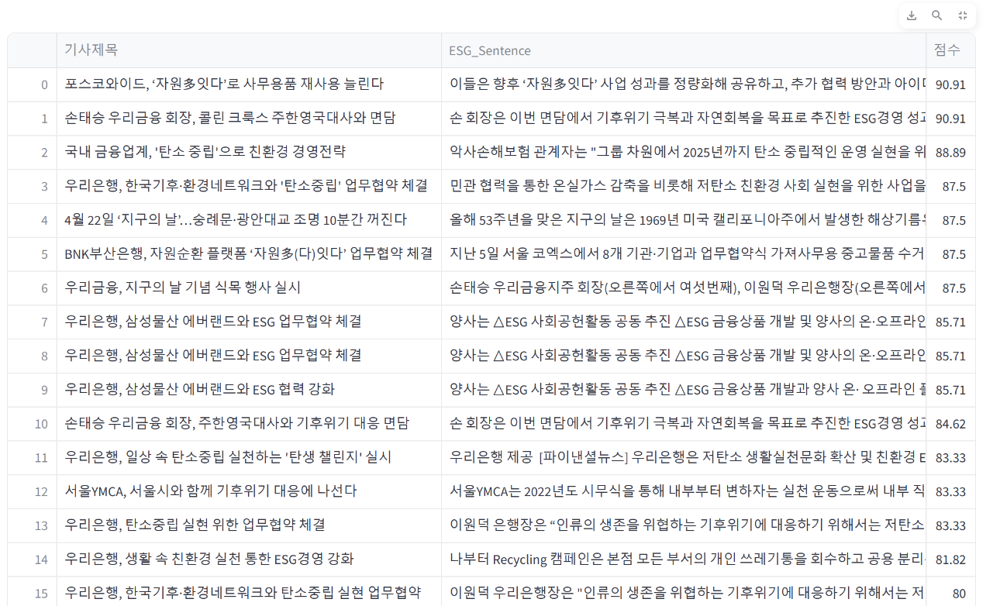 기사제목 ESG_Sentence 점수
0 포스코와이드, ‘자원多잇다’로 사무용품 재사용 늘린다 이들은 향후 ‘자원多잇다’ 사업 성과를 정량화해 공유하고, 추가 협력 방안과 90.91
1 손태승 우리금융 회장, 콜린 크룩스 주한영국대사와 면담 손 회장은 이번 면담에서 기후위기 극복과 자연회복을 목표로 추진한 ESG경영 90.91
2 국내 금융업계, '탄소 중립'으로 친환경 경영전략 악사손해보험 관계자는 "그룹 차원에서 2025년까지 탄소 중립적인 운영 실현을 위 88.89
3 우리은행, 한국기후·환경네트워크와 '탄소중립' 업무협약 체결 민관 협력을 통한 온실가스 감축을 비롯해 저탄소 친환경 사회 실현을 위한 사업을 87.5
4 4월 22일 ‘지구의 날’…숭례문·광안대교 조명 10분간 꺼진다 올해 53주년을 맞은 지구의 날은 1969년 미국 캘리포니아주에서 발생한 87.5
5 BNK부산은행, 자원순환 플랫폼 ‘자원多(다)잇다’ 업무협약 체결 지난 5일 서울 코엑스에서 8개 기관·기업과 업무협약식 가져사무용 중고물품 수거 87.5
6 우리금융, 지구의 날 기념 식목 행사 실시 손태승 우리금융지주 회장(오른쪽에서 여섯번째), 이원덕 우리은행장(오른쪽에서 87.5
7 우리은행, 삼성물산 에버랜드와 ESG 업무협약 체결 양사는 △ESG 사회공헌활동 공동 추진 △ESG 금융상품 개발 및 양사의 온·오프라인 85.71
8 우리은행, 삼성물산 에버랜드와 ESG 업무협약 체결 양사는 △ESG 사회공헌활동 공동 추진 △ESG 금융상품 개발 및 양사의 온·오프라인 85.71
9 우리은행, 삼성물산 에버랜드와 ESG 협력 강화 양사는 △ESG 사회공헌활동 공동 추진 △ESG 금융상품 개발과 양사 온· 오프라인 85.71
10 손태승 우리금융 회장, 주한영국대사와 기후위기 대응 면담 손 회장은 이번 면담에서 기후위기 극복과 자연회복을 목표로 추진한 ESG경영 84.62
11 우리은행, 일상 속 탄소중립 실천하는 '탄생 챌린지' 실시 우리은행 제공 [파이낸셜뉴스] 우리은행은 저탄소 생활실천문화 확산 및 친환경 E 83.33
12 서울YMCA, 서울시와 함께 기후위기 대응에 나선다 서울YMCA는 2022년도 시무식을 통해 내부부터 변하자는 실천 운동으로써 내부 직 83.33
13 우리은행, 탄소중립 실현 위한 업무협약 체결 이원덕 은행장은 “인류의 생존을 위협하는 기후위기에 대응하기 위해서는 저탄소 83.33
14 우리은행, 생활 속 친환경 실천 통한 ESG경영 강화 나부터 Recycling 캠페인은 본점 모든 부서의 개인 쓰레기통을 회수하고 공용 분리 81.82
15 우리은행, 한국기후·환경네트워크와 탄소중립 실현 업무협약 이원덕 우리은행장은 "인류의 생존을 위협하는 기후위기에 대응하기 위해서는 저 80